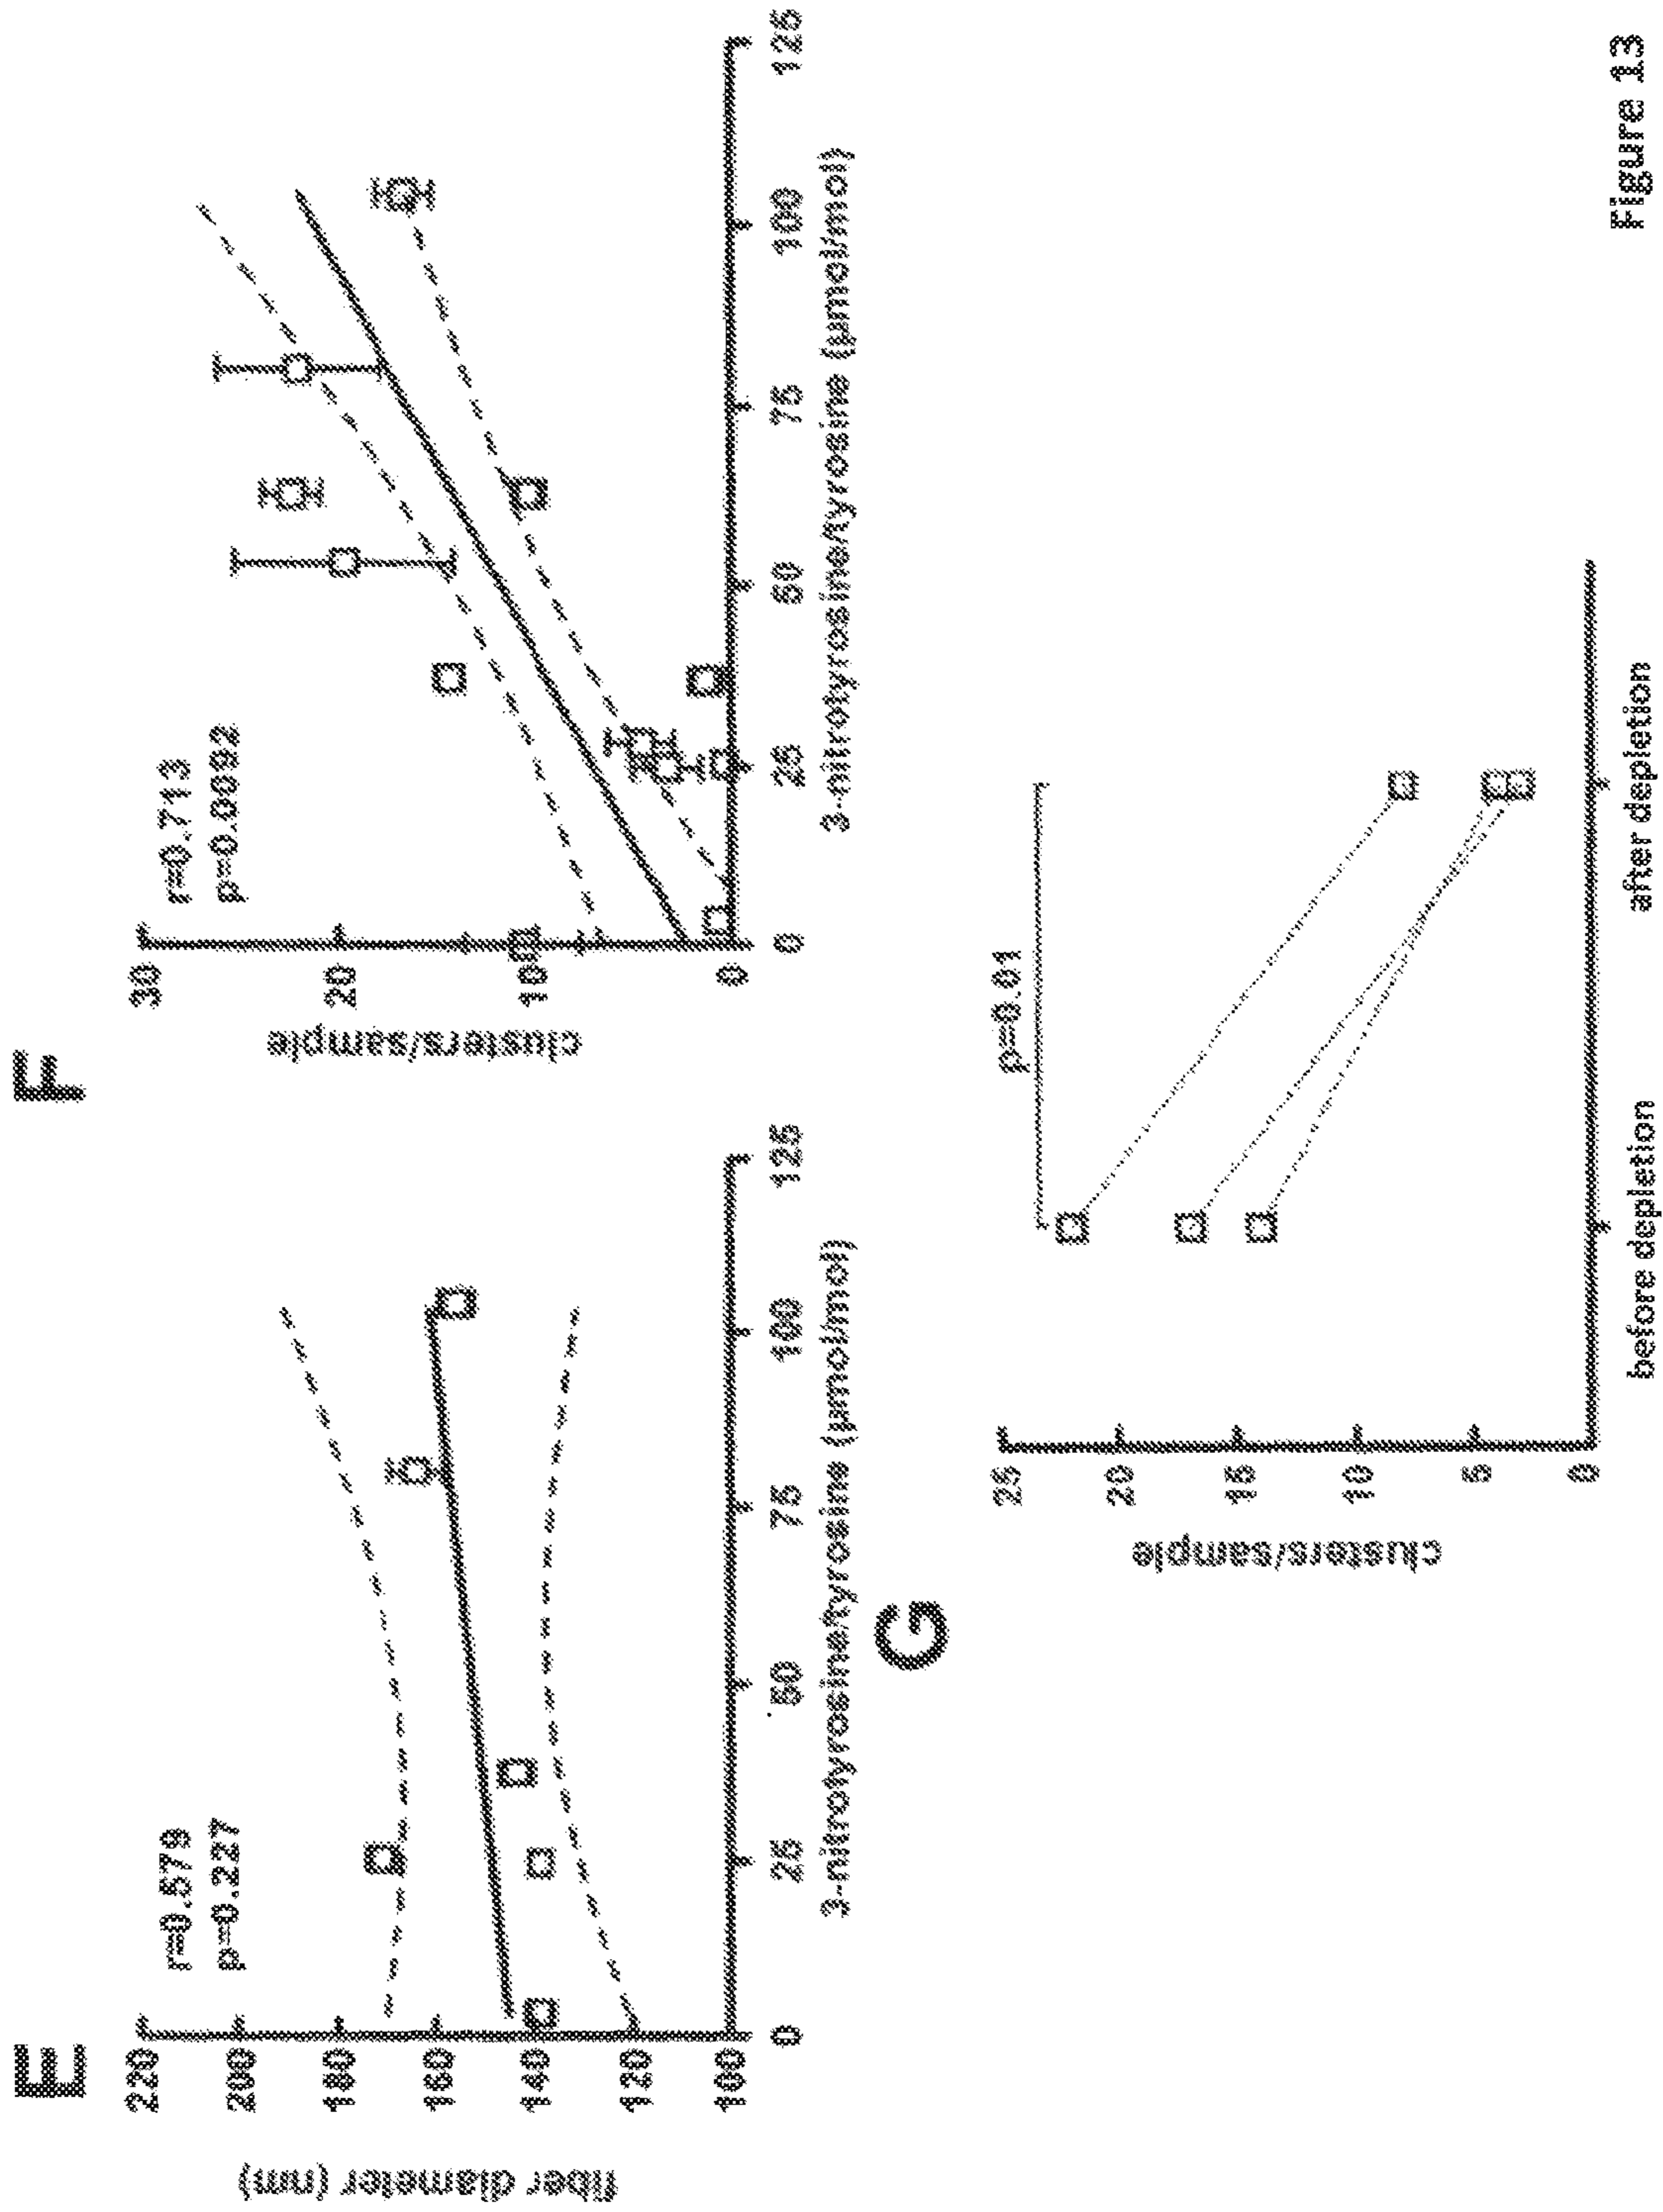 E
r=0.579
p=0.227
220
200
180
160
140
120
100
fiber diameter (nm)
0
25
50
75
100
125
3-nitrotyrosine/tyrosine (µmol/mol)
F
r=0.713
p=0.0092
30
20
10
0
clusters/sample
0
25
50
75
100
125
3-nitrotyrosine/tyrosine (µmol/mol)
G
p=0.01
25
20
15
10
5
0
clusters/sample
before depletion
after depletion
Figure 13